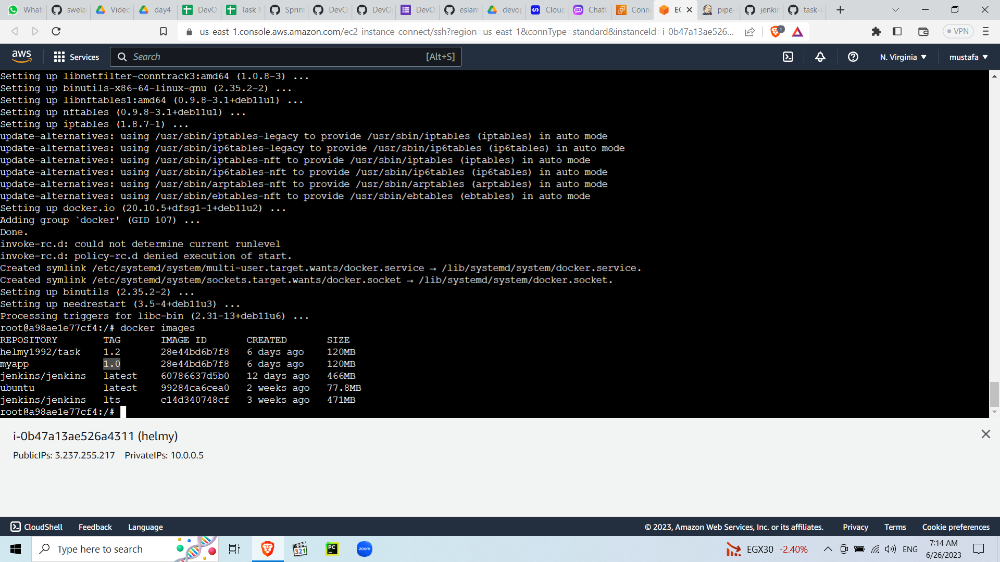 What swela Video day4 DevO Task M Sprint DevO DevO DevO eslam devop Cloud ChatG Conn EC pipe- jenkin task-
us-east-1.console.aws.amazon.com/ec2-instance-connect/ssh?region=us-east-1&connType=standard&instanceId=i-0b47a13ae526... 1 VPN
aws Services Search [Alt+S] N. Virginia mustafa
Setting up libnetfilter-conntrack3:amd64 (1.0.8-3) ...
Setting up binutils-x86-64-linux-gnu (2.35.2-2) ...
Setting up libnftables1:amd64 (0.9.8-3.1+deb11u1) ...
Setting up nftables (0.9.8-3.1+deb11u1) ...
Setting up iptables (1.8.7-1) ...
update-alternatives: using /usr/sbin/iptables-legacy to provide /usr/sbin/iptables (iptables) in auto mode
update-alternatives: using /usr/sbin/ip6tables-legacy to provide /usr/sbin/ip6tables (ip6tables) in auto mode
update-alternatives: using /usr/sbin/iptables-nft to provide /usr/sbin/iptables (iptables) in auto mode
update-alternatives: using /usr/sbin/ip6tables-nft to provide /usr/sbin/ip6tables (ip6tables) in auto mode
update-alternatives: using /usr/sbin/arptables-nft to provide /usr/sbin/arptables (arptables) in auto mode
update-alternatives: using /usr/sbin/ebtables-nft to provide /usr/sbin/ebtables (ebtables) in auto mode
Setting up docker.io (20.10.5+dfsg1-1+deb11u2) ...
Adding group `docker' (GID 107) ...
Done.
invoke-rc.d: could not determine current runlevel
invoke-rc.d: policy-rc.d denied execution of start.
Created symlink /etc/systemd/system/multi-user.target.wants/docker.service → /lib/systemd/system/docker.service.
Created symlink /etc/systemd/system/sockets.target.wants/docker.socket → /lib/systemd/system/docker.socket.
Setting up binutils (2.35.2-2) ...
Setting up needrestart (3.5-4+deb11u3) ...
Processing triggers for libc-bin (2.31-13+deb11u6) ...
root@a98ae1e77cf4:/# docker images
REPOSITORY TAG IMAGE ID CREATED SIZE
helmy1992/task 1.2 28e44bd6b7f8 6 days ago 120MB
myapp 1.0 28e44bd6b7f8 6 days ago 120MB
jenkins/jenkins latest 60786637d5b0 12 days ago 466MB
ubuntu latest 99284ca6cea0 2 weeks ago 77.8MB
jenkins/jenkins lts c14d340748cf 3 weeks ago 471MB
root@a98ae1e77cf4:/#
i-0b47a13ae526a4311 (helmy)
PublicIPs: 3.237.255.217 PrivateIPs: 10.0.0.5
CloudShell Feedback Language © 2023, Amazon Web Services, Inc. or its affiliates. Privacy Terms Cookie preferences
Type here to search 321 PC zoom EGX30 -2.40% ENG 7:14 AM
6/26/2023